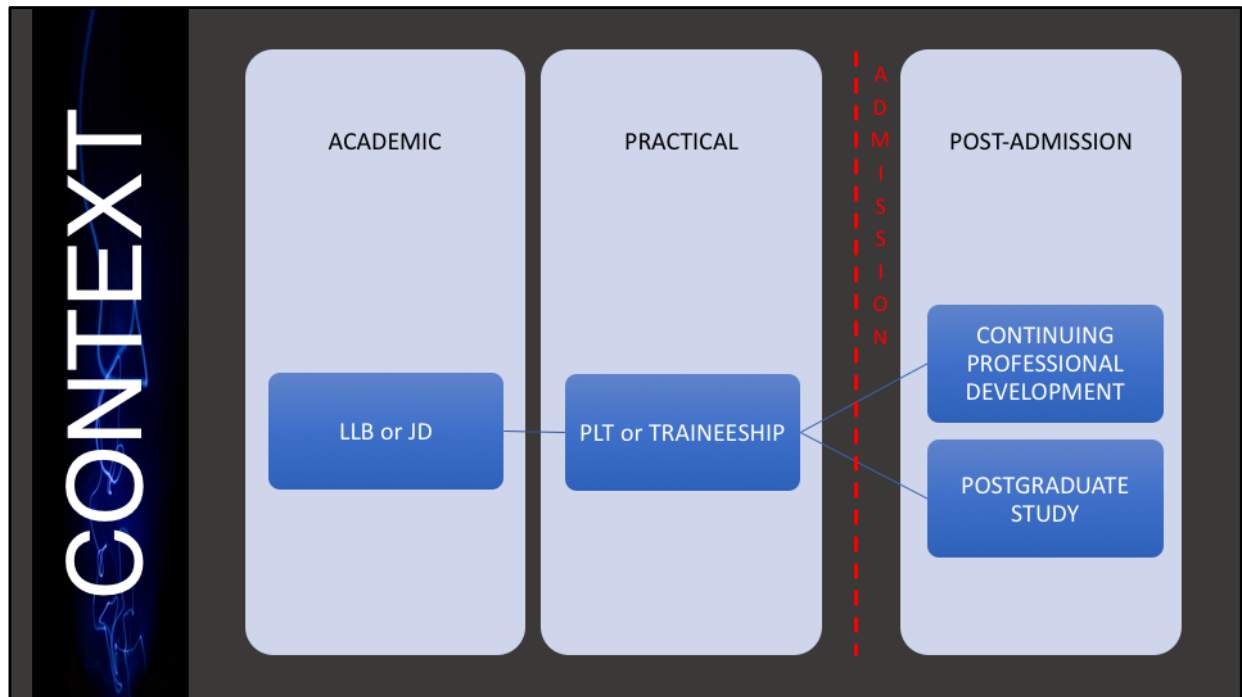 CONTEXT
ACADEMIC
LLB or JD
PRACTICAL
PLT or TRAINEESHIP
ADMISSION
POST-ADMISSION
CONTINUING
PROFESSIONAL
DEVELOPMENT
POSTGRADUATE
STUDY